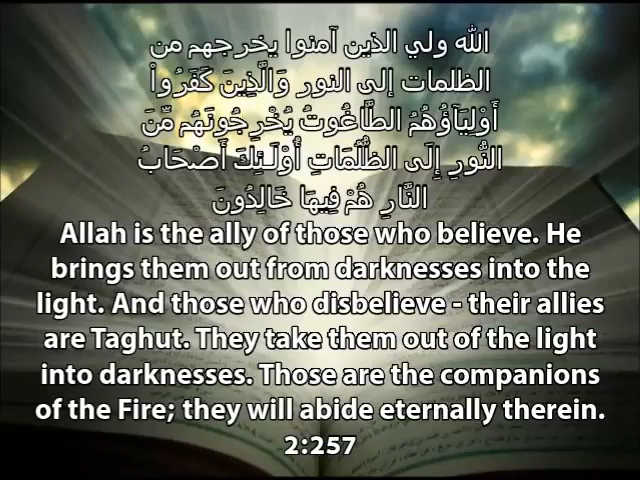 الله ولي الذين آمنوا يخرجهم من
الظلمات إلى النور وَالَّذِينَ كَفَرُواْ
أَوْلِيَآؤُهُمُ الطَّاغُوتُ يُخْرِجُونَهُم مِّنَ
النُّورِ إِلَى الظُّلُمَاتِ أُوْلَـئِكَ أَصْحَابُ
النَّارِ هُمْ فِيهَا خَالِدُونَ
Allah is the ally of those who believe. He
brings them out from darknesses into the
light. And those who disbelieve - their allies
are Taghut. They take them out of the light
into darknesses. Those are the companions
of the Fire; they will abide eternally therein.
2:257